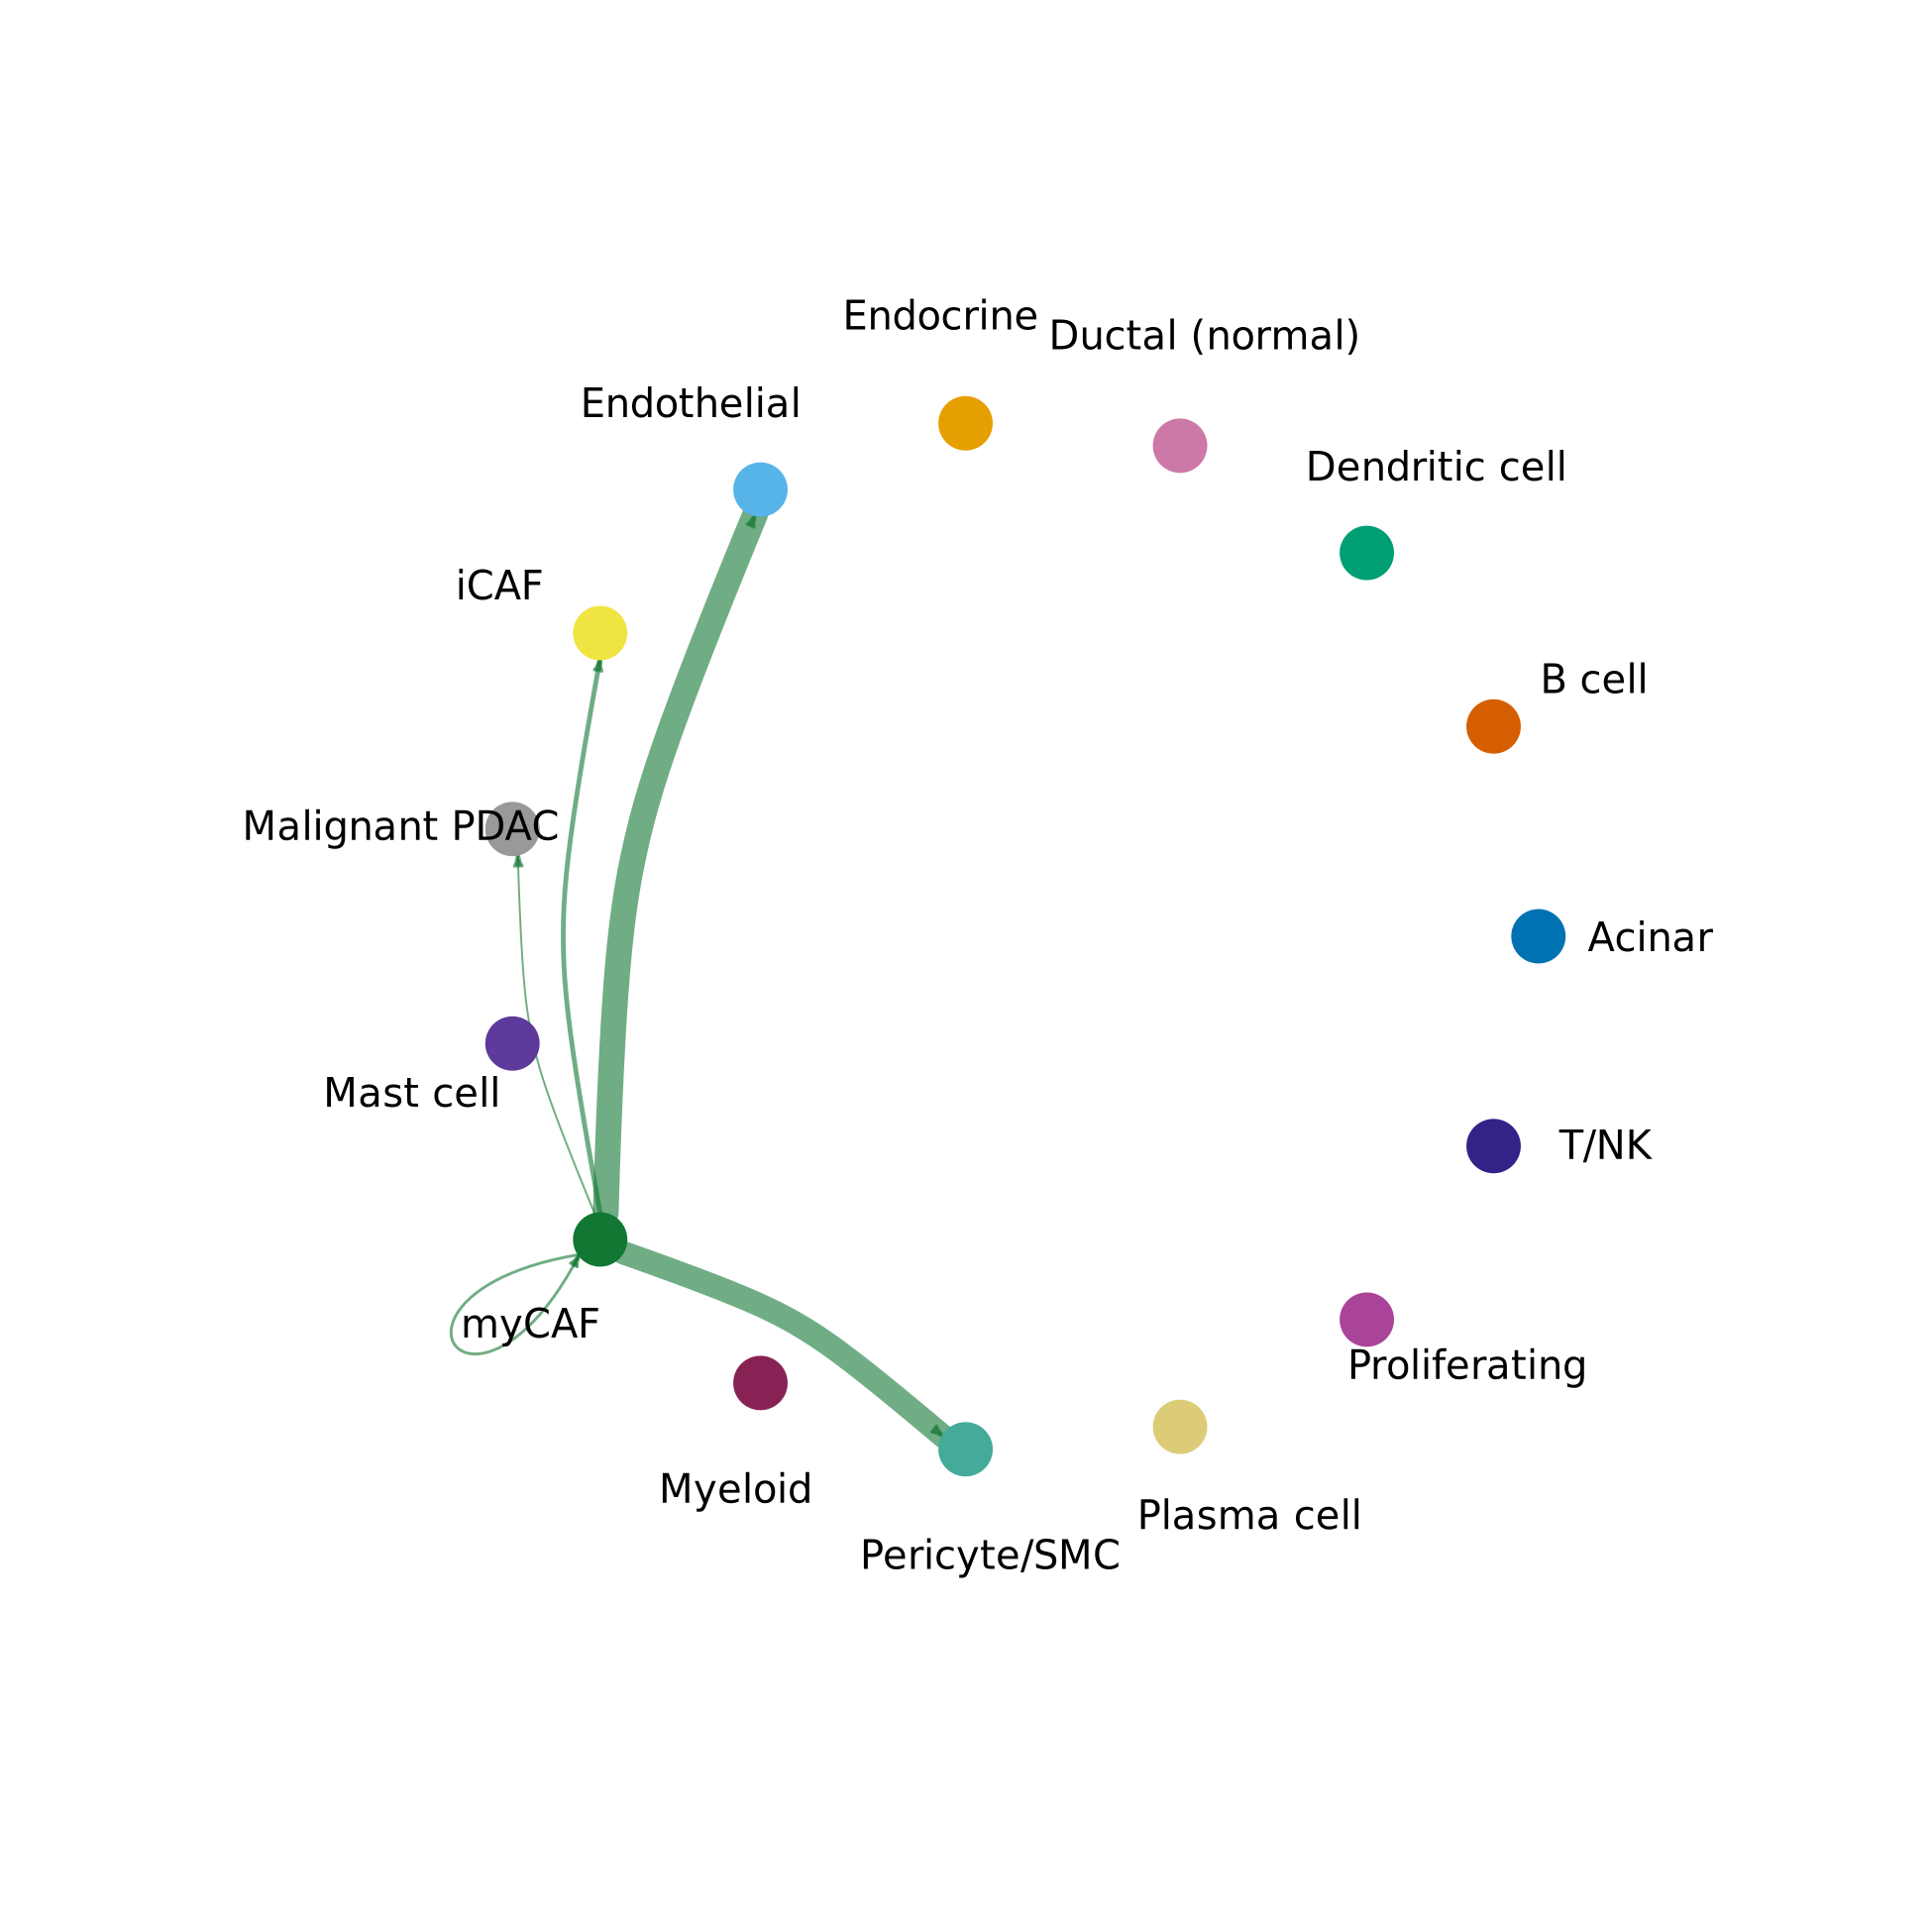 Endocrine
Ductal (normal)
Endothelial
Dendritic cell
iCAF
B cell
Malignant PDAC
Acinar
Mast cell
T/NK
myCAF
Proliferating
Myeloid
Plasma cell
Pericyte/SMC